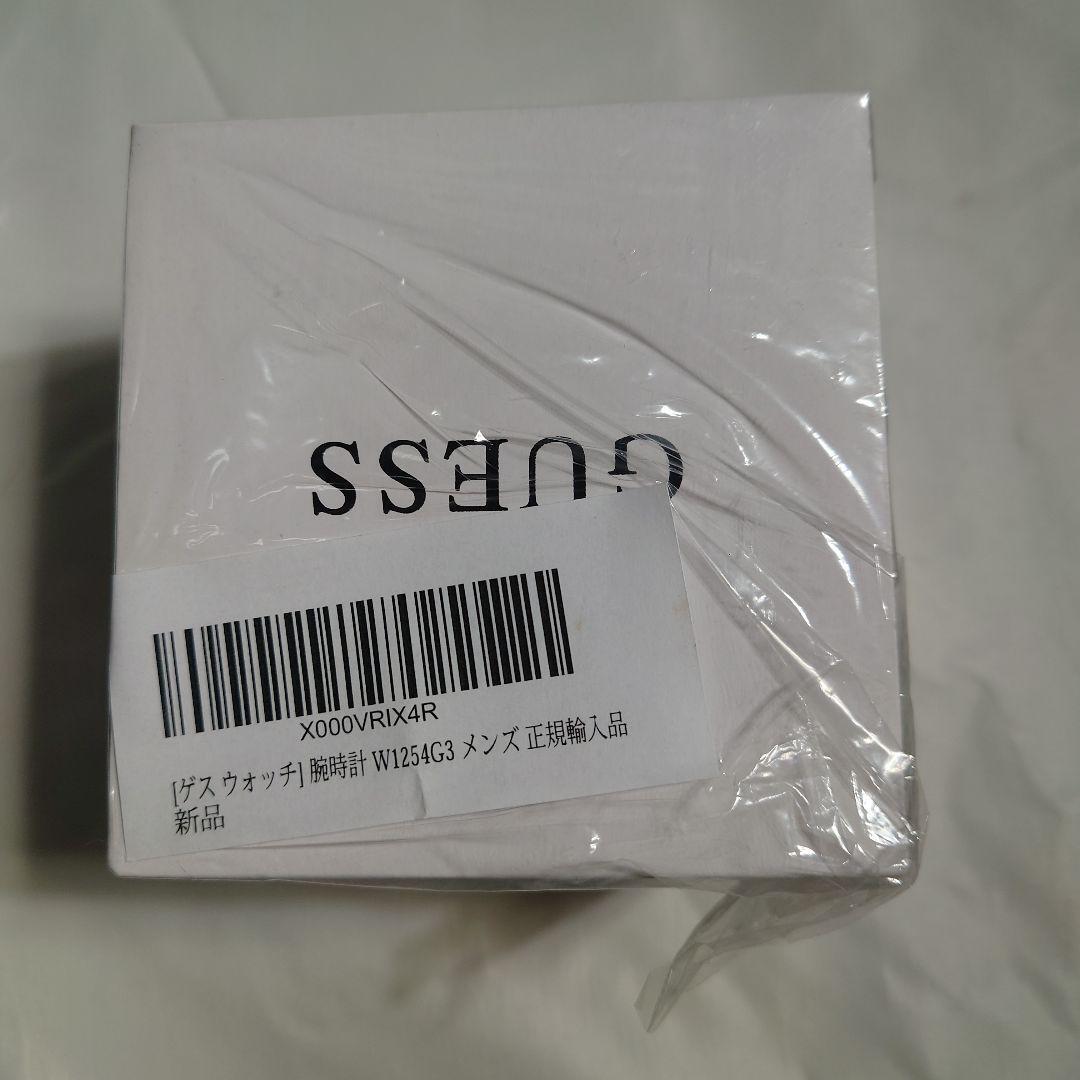 GUESS
X000VRIX4R
[ゲス ウォッチ] 腕時計 W1254G3 メンズ 正規輸入品
新品